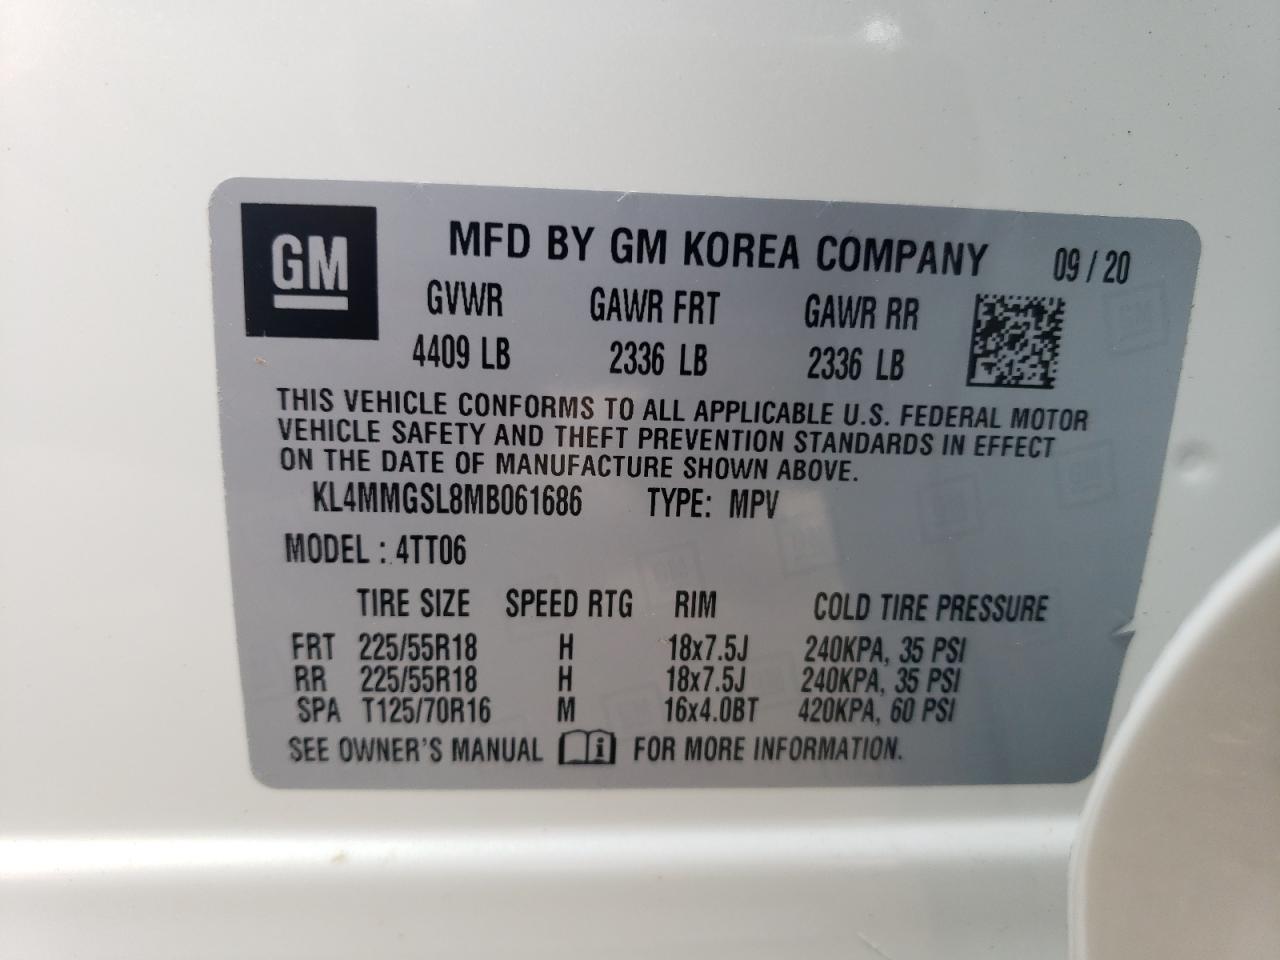 GM
MFD BY GM KOREA COMPANY 09 / 20
GVWR GAWR FRT GAWR RR
4409 LB 2336 LB 2336 LB
THIS VEHICLE CONFORMS TO ALL APPLICABLE U.S. FEDERAL MOTOR
VEHICLE SAFETY AND THEFT PREVENTION STANDARDS IN EFFECT
ON THE DATE OF MANUFACTURE SHOWN ABOVE.
KL4MMGSL8MB061686 TYPE: MPV
MODEL : 4TT06
TIRE SIZE SPEED RTG RIM COLD TIRE PRESSURE
FRT 225/55R18 H 18x7.5J 240KPA, 35 PSI
RR 225/55R18 H 18x7.5J 240KPA, 35 PSI
SPA T125/70R16 M 16x4.0BT 420KPA, 60 PSI
SEE OWNER'S MANUAL i FOR MORE INFORMATION.